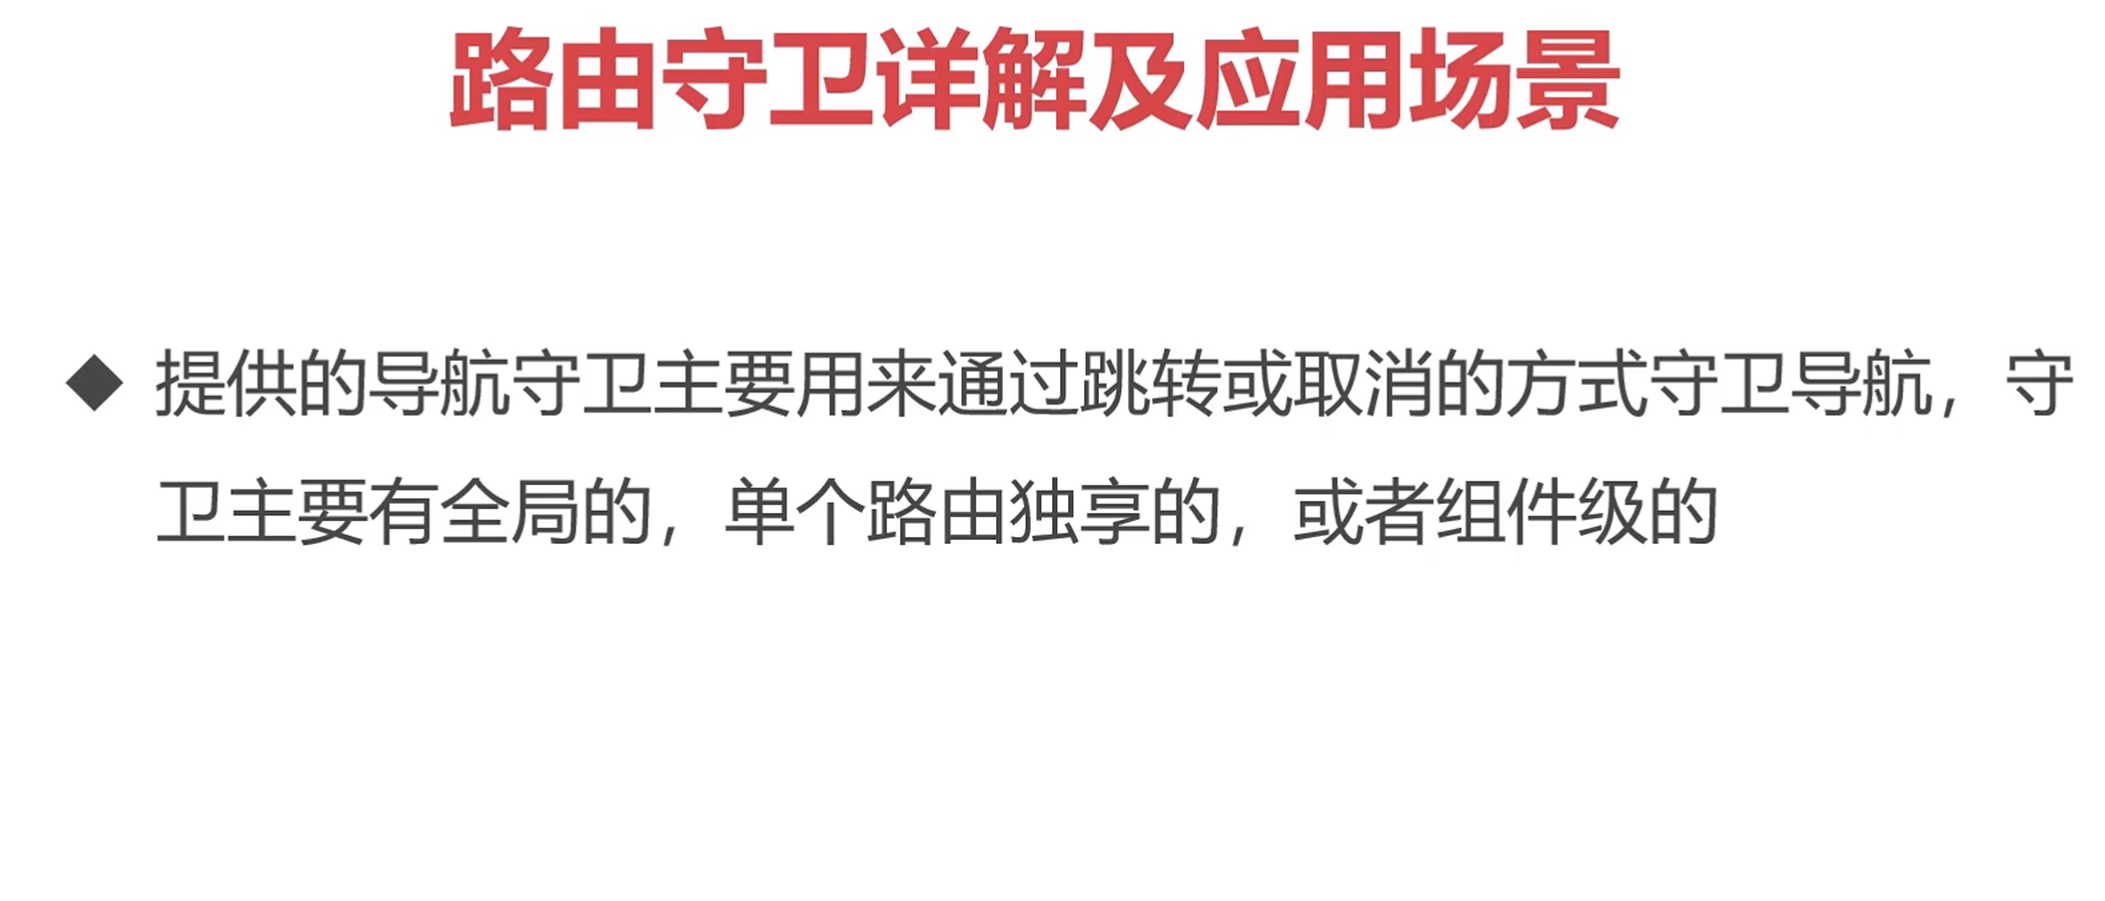 路由守卫详解及应用场景
◆ 提供的导航守卫主要用来通过跳转或取消的方式守卫导航，守
卫主要有全局的，单个路由独享的，或者组件级的